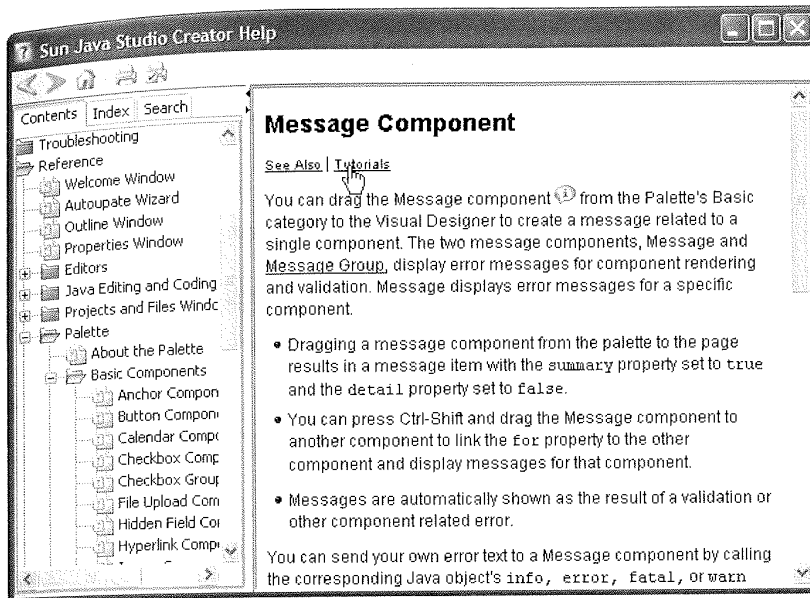 Sun Java Studio Creator Help
Contents Index Search
Troubleshooting
Reference
Welcome Window
Autoupate Wizard
Outline Window
Properties Window
Editors
Java Editing and Coding
Projects and Files Windc
Palette
About the Palette
Basic Components
Anchor Compon
Button Compon
Calendar Compc
Checkbox Comp
Checkbox Group
File Upload Com
Hidden Field Co
Hyperlink Comp
Message Component
See Also | Tutorials
You can drag the Message component from the Palette's Basic
category to the Visual Designer to create a message related to a
single component. The two message components, Message and
Message Group, display error messages for component rendering
and validation. Message displays error messages for a specific
component.
• Dragging a message component from the palette to the page
results in a message item with the summary property set to true
and the detail property set to false.
• You can press Ctrl-Shift and drag the Message component to
another component to link the for property to the other
component and display messages for that component.
• Messages are automatically shown as the result of a validation or
other component related error.
You can send your own error text to a Message component by calling
the corresponding Java object's info, error, fatal, or warn